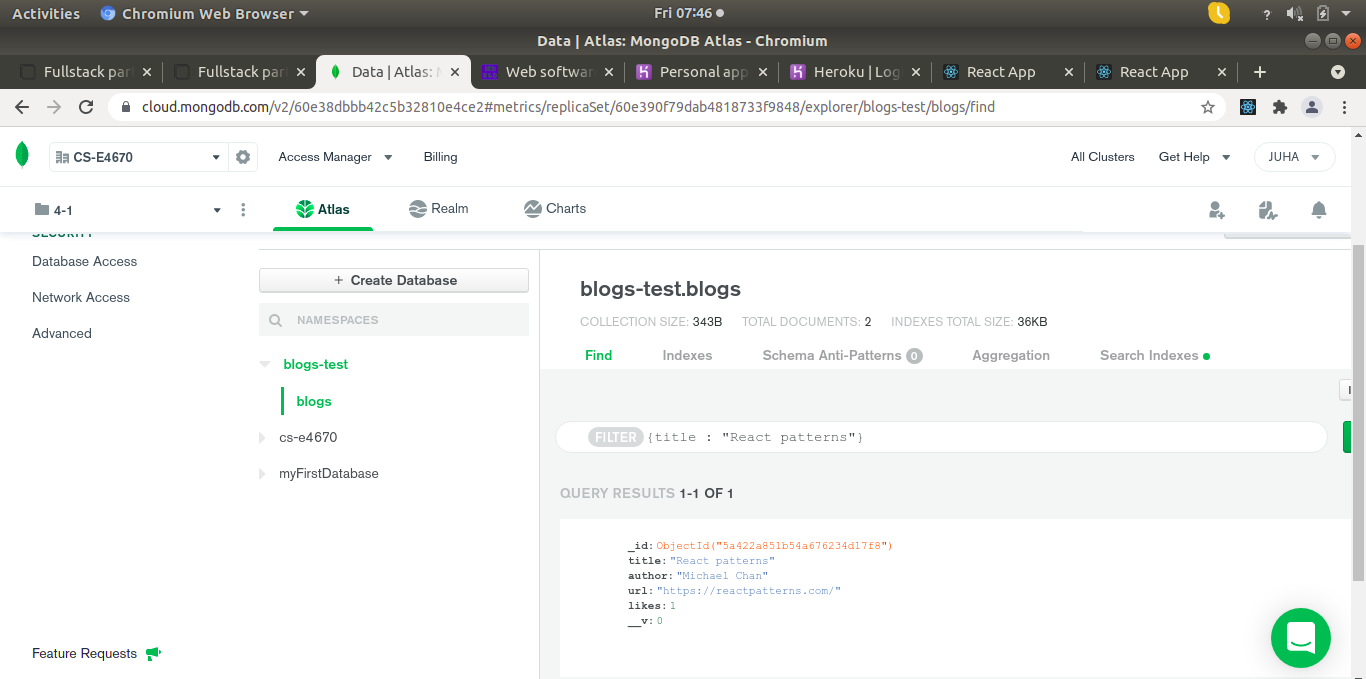 Activities Chromium Web Browser Fri 07:46
Data | Atlas: MongoDB Atlas - Chromium
Fullstack par Fullstack par Data | Atlas: Web softwar Personal app Heroku | Log React App React App
cloud.mongodb.com/v2/60e38dbbb42c5b32810e4ce2#metrics/replicaSet/60e390f79dab4818733f9848/explorer/blogs-test/blogs/find
CS-E4670 Access Manager Billing All Clusters Get Help JUHA
4-1 Atlas Realm Charts
SECURITY
Database Access
Network Access
Advanced
Feature Requests
+ Create Database
NAMESPACES
blogs-test
blogs
cs-e4670
myFirstDatabase
blogs-test.blogs
COLLECTION SIZE: 343B TOTAL DOCUMENTS: 2 INDEXES TOTAL SIZE: 36KB
Find Indexes Schema Anti-Patterns 0 Aggregation Search Indexes
FILTER {title : "React patterns"}
QUERY RESULTS 1-1 OF 1
_id: ObjectId("5a422a851b54a676234d17f8")
title: "React patterns"
author: "Michael Chan"
url: "https://reactpatterns.com/"
likes: 1
__v: 0